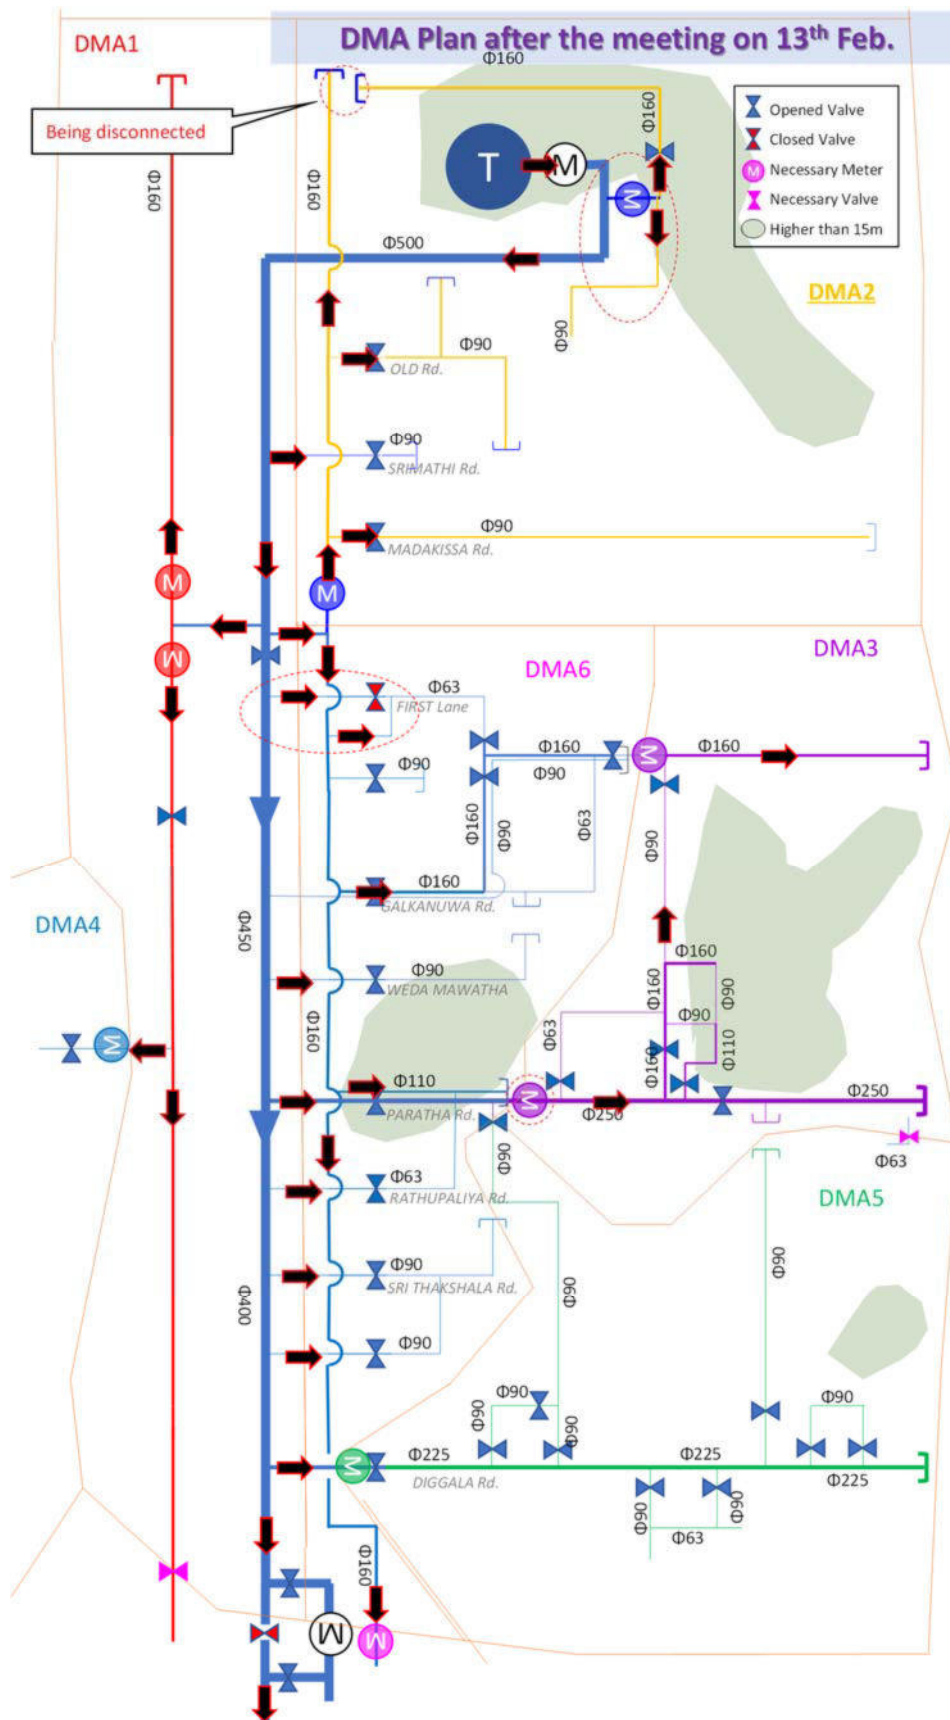 DMA Plan after the meeting on 13th Feb.
DMA1
Φ160
Being disconnected
Φ160
Φ160
Φ160
T
M
M
Opened Valve
Closed Valve
M
Necessary Meter
Necessary Valve
Higher than 15m
Φ500
DMA2
Φ90
Φ90
OLD Rd.
Φ90
SRIMATHI Rd.
Φ90
MADAKISSA Rd.
M
M
M
DMA6
DMA3
Φ63
FIRST Lane
Φ160
M
Φ160
Φ90
Φ90
Φ160
Φ90
Φ63
Φ90
Φ160
GALKANUWA Rd.
DMA4
Φ450
Φ90
WEDA MAWATHA
Φ160
Φ160
Φ160
Φ90
Φ90
Φ63
Φ110
Φ160
M
Φ110
PARATHA Rd.
M
Φ250
Φ250
Φ90
Φ63
Φ63
RATHUPALIYA Rd.
DMA5
Φ90
SRI THAKSHALA Rd.
Φ90
Φ90
Φ400
Φ90
Φ90
Φ90
Φ90
Φ90
M
Φ225
DIGGALA Rd.
Φ225
Φ225
Φ90
Φ90
Φ63
Φ160
M
M